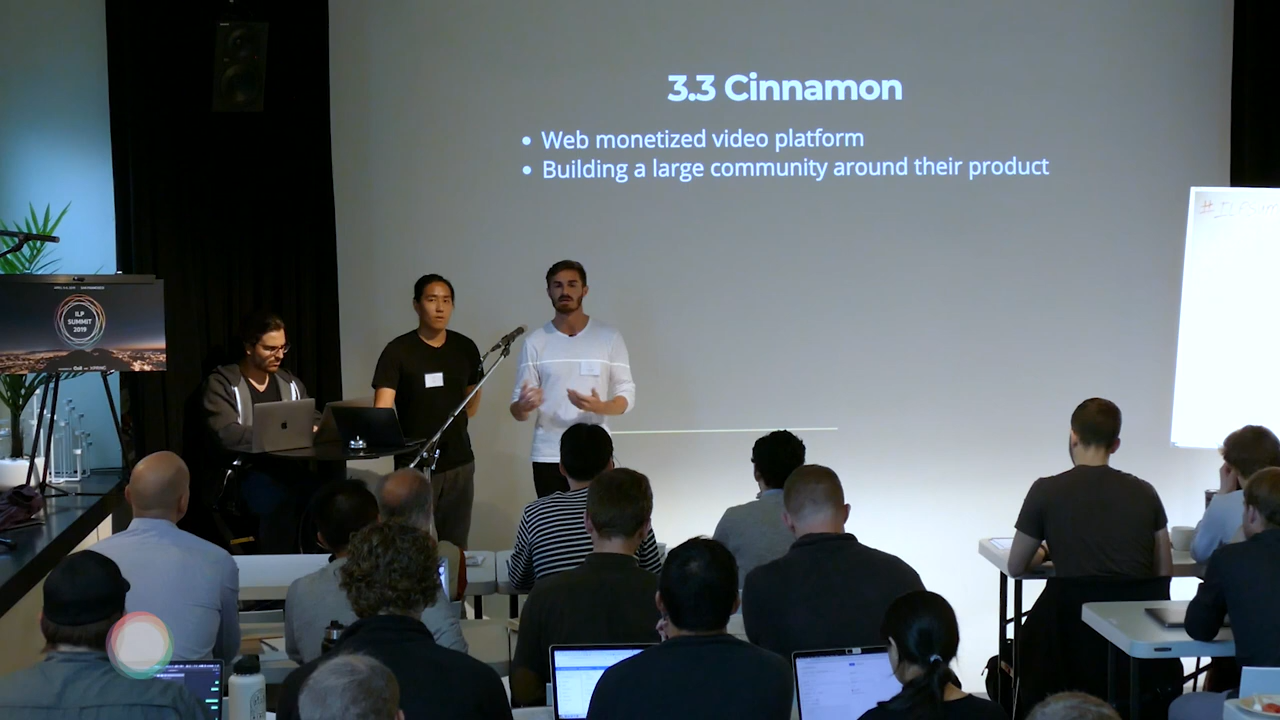 3.3 Cinnamon
• Web monetized video platform
• Building a large community around their product
ILP
SUMMIT
2019